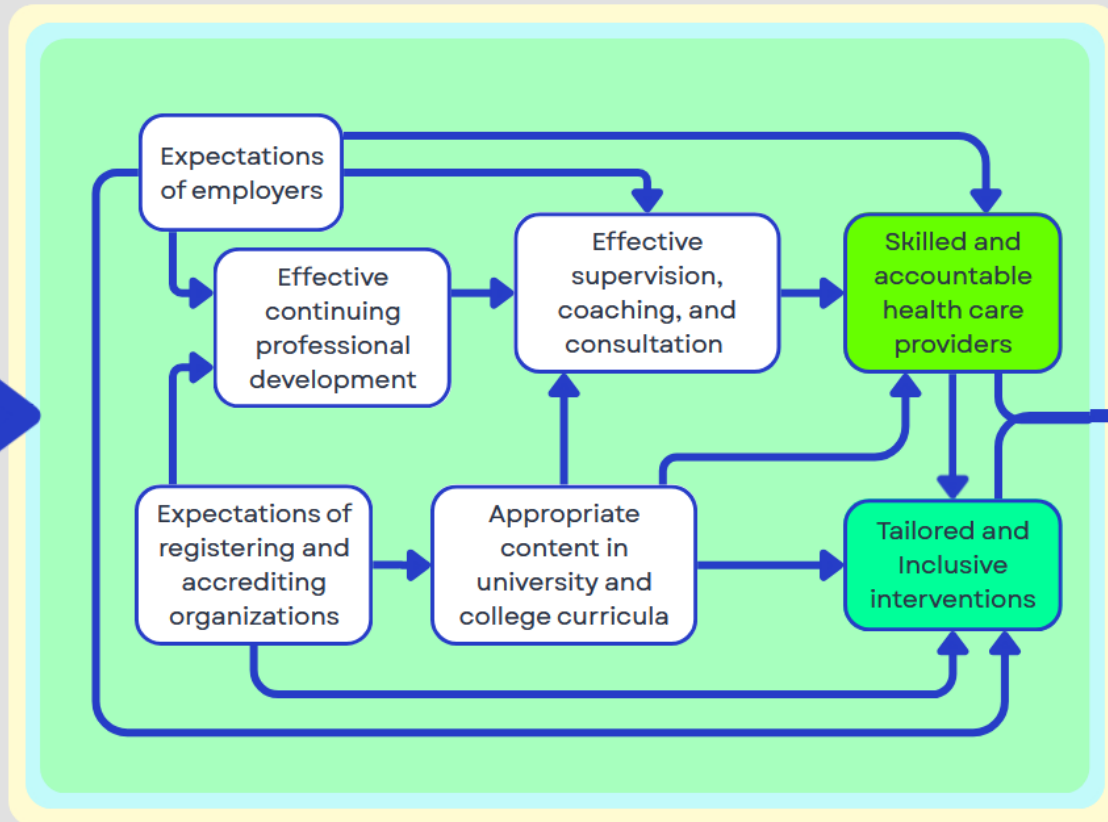 Expectations
of employers
Effective
continuing
professional
development
Effective
supervision,
coaching, and
consultation
Skilled and
accountable
health care
providers
Expectations of
registering and
accrediting
organizations
Appropriate
content in
university and
college curricula
Tailored and
Inclusive
interventions